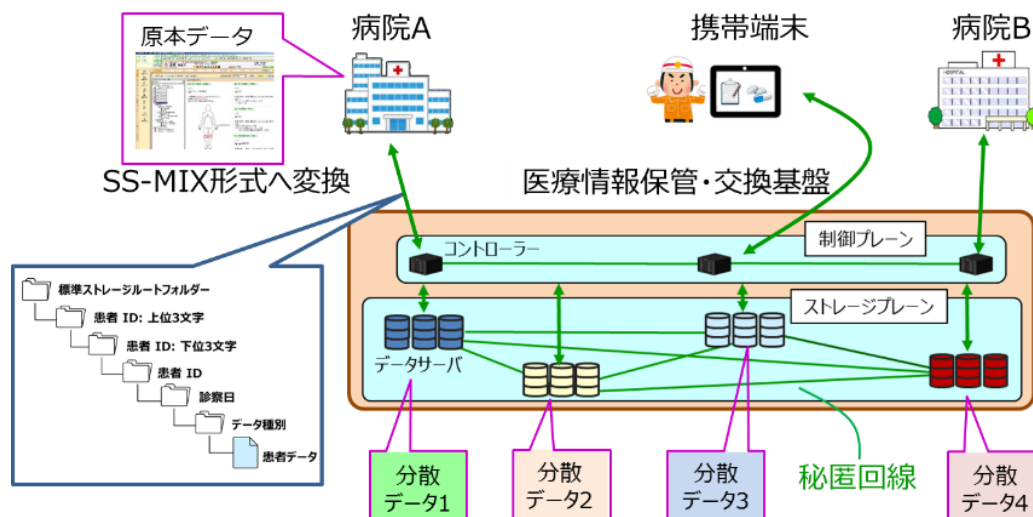 原本データ
病院A
携帯端末
病院B
HOSPITAL
SS-MIX形式へ変換
医療情報保管・交換基盤
コントローラー
制御プレーン
ストレージプレーン
データサーバ
標準ストレージルートフォルダー
患者 ID: 上位3文字
患者 ID: 下位3文字
患者 ID
診察日
データ種別
患者データ
分散
データ1
分散
データ2
分散
データ3
秘匿回線
分散
データ4